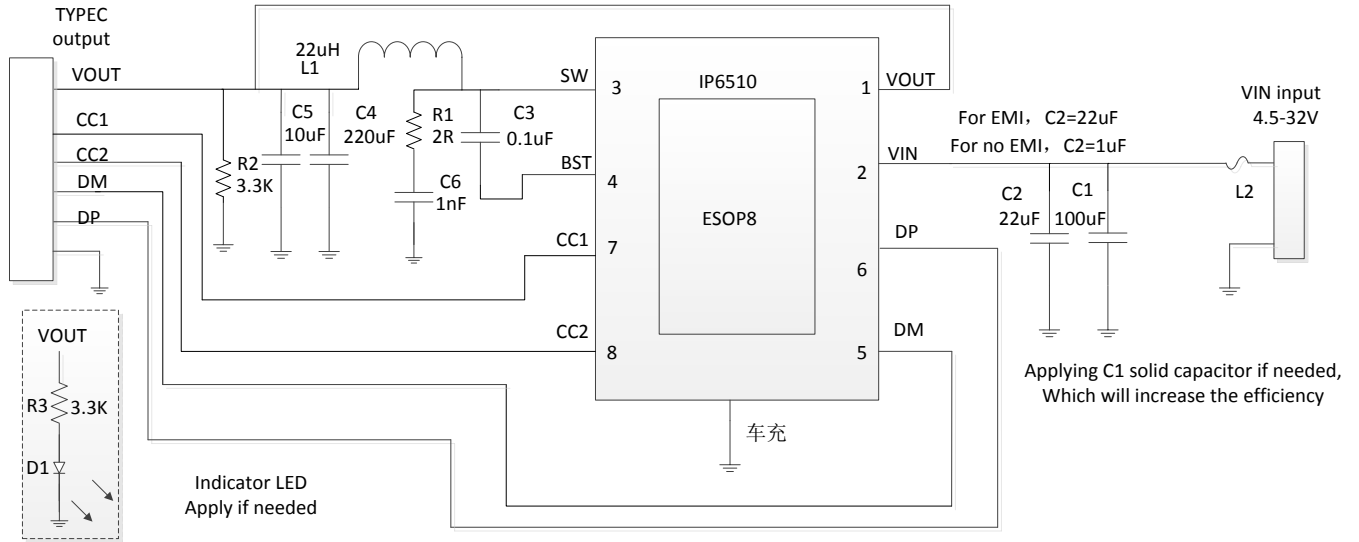 TYPEC
output
VOUT
CC1
CC2
DM
DP
22uH
L1
C5
10uF
C4
220uF
R1
2R
C3
0.1uF
R2
3.3K
C6
1nF
SW
BST
CC1
CC2
3
4
7
8
IP6510
ESOP8
1
2
6
5
VOUT
VIN
DP
DM
For EMI，C2=22uF
For no EMI，C2=1uF
VIN input
4.5-32V
L2
C2
22uF
C1
100uF
Applying C1 solid capacitor if needed,
Which will increase the efficiency
车充
VOUT
R3
3.3K
D1
Indicator LED
Apply if needed